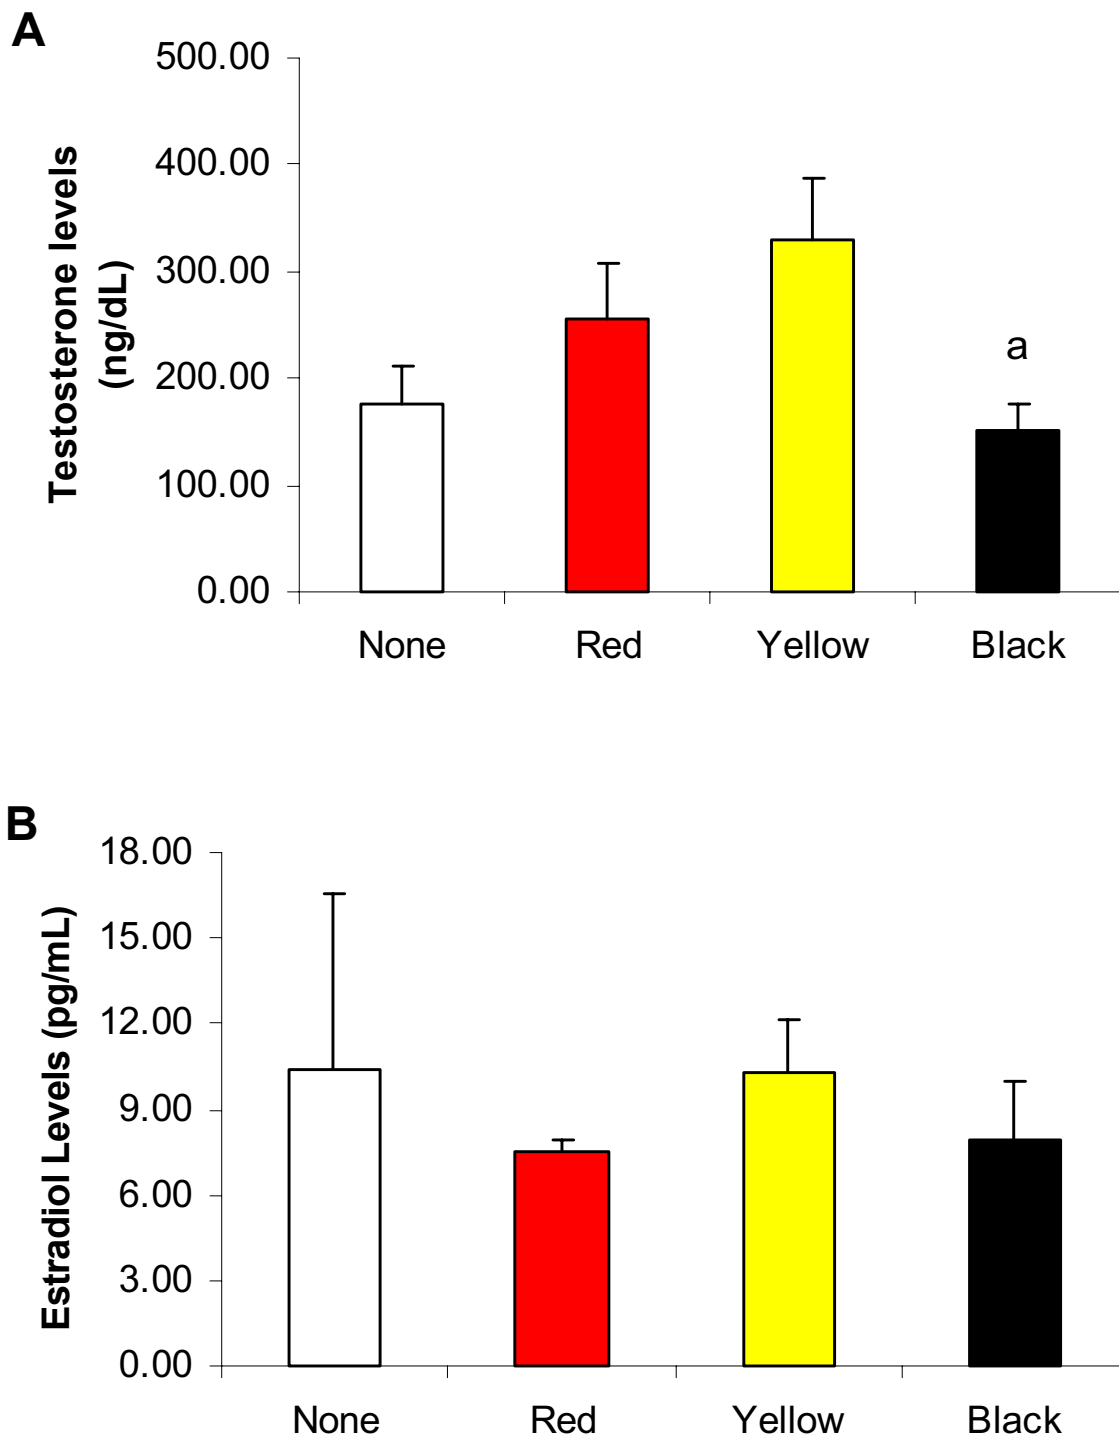 A
500.00
400.00
300.00
200.00
100.00
0.00
Testosterone levels
(ng/dL)
a
None Red Yellow Black
B
18.00
15.00
12.00
9.00
6.00
3.00
0.00
Estradiol Levels (pg/mL)
None Red Yellow Black